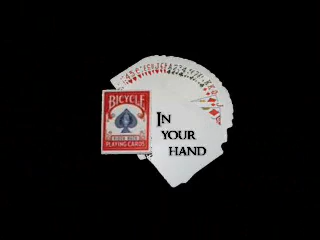 BICYCLE
RIDER BACK
PLAYING CARDS
IN
YOUR
HAND